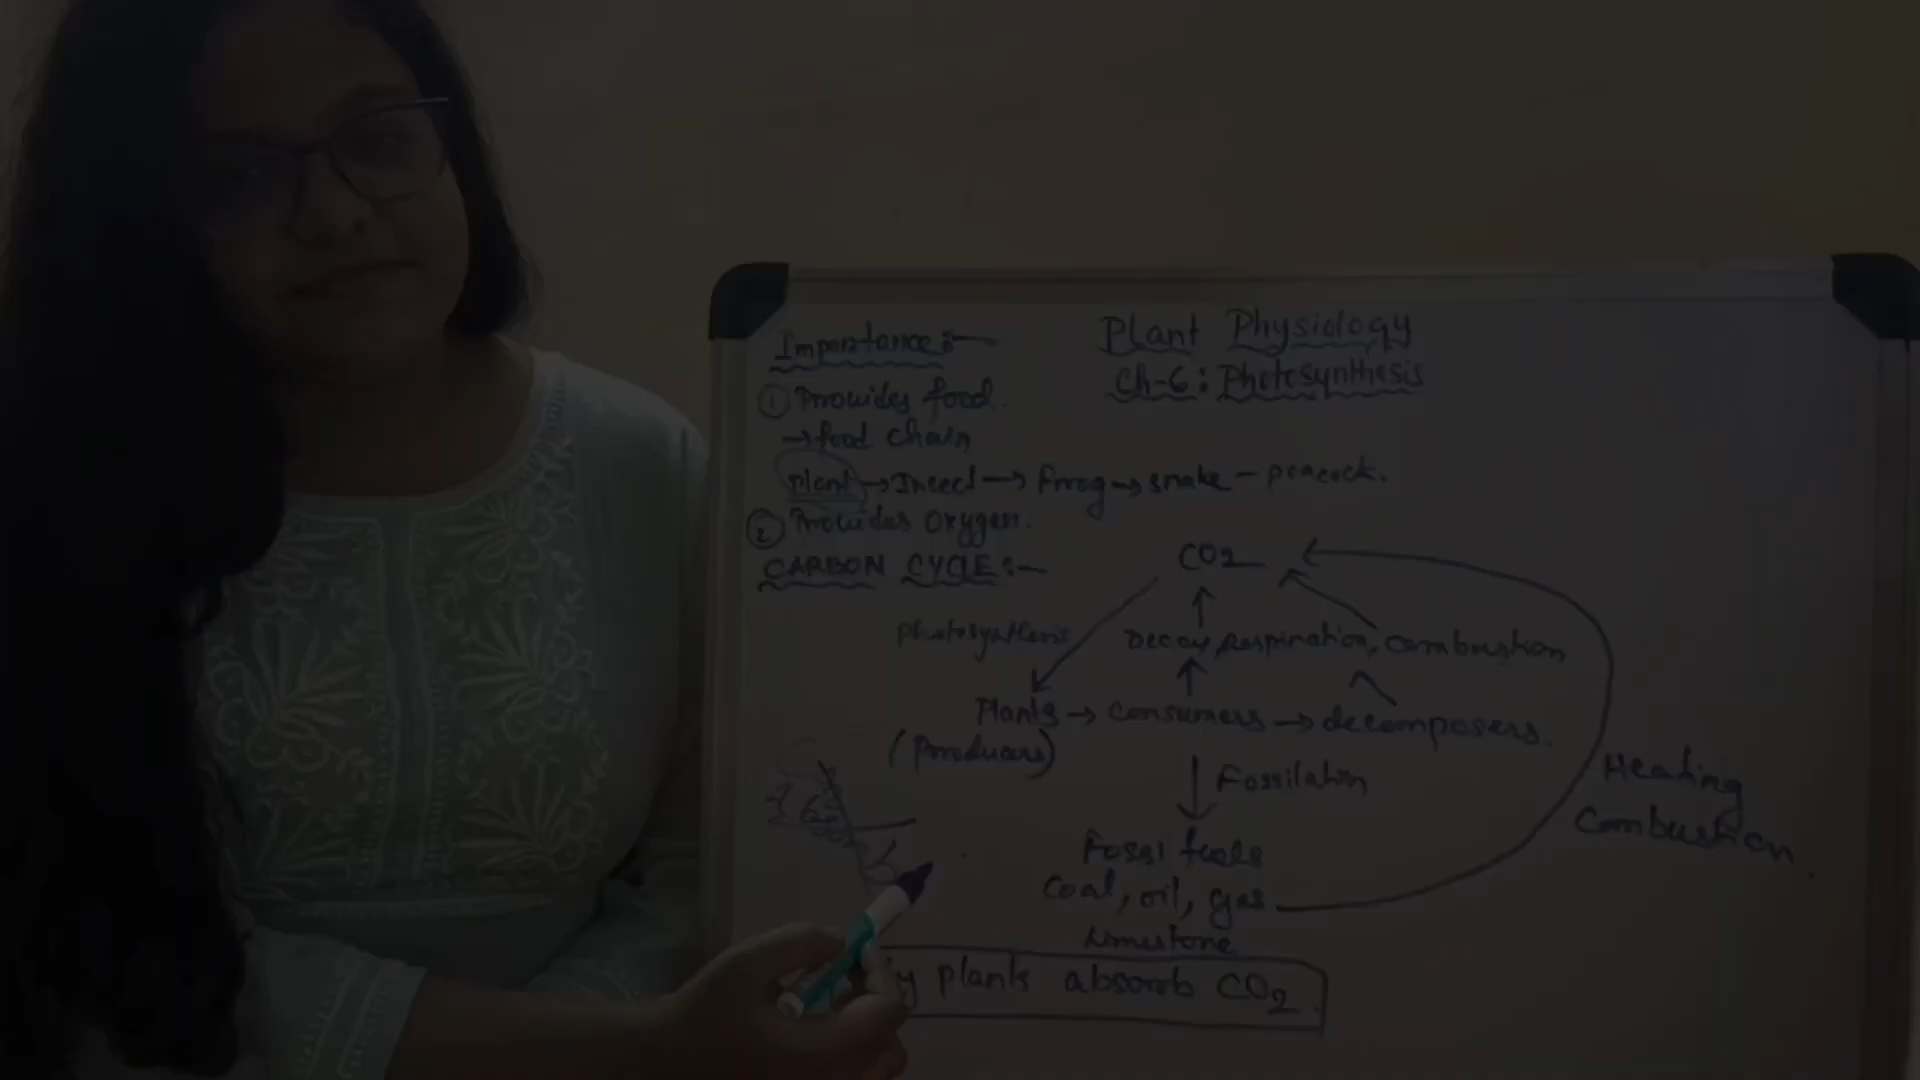 Plant Physiology
Ch-6: Photosynthesis
Importance:-
① Provides food.
→ food chain
Plant → Insect → Frog → snake - peacock.
② Provides Oxygen.
CARBON CYCLE:-
CO2
Photosynthesis
Decay, respiration, combustion
Plants → Consumers → decomposers.
(Producers)
Fossilation
Heating
Combustion
Fossil fuels
Coal, oil, gas
Limestone
plants absorb CO2.